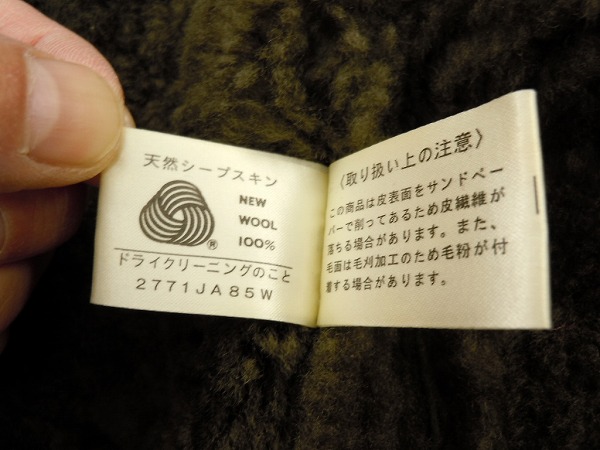 天然シープスキン
NEW
WOOL
100%
®
ドライクリーニングのこと
2771JA85W
〈取り扱い上の注意〉
この商品は皮表面をサンドペー
パーで削ってあるため皮繊維が
落ちる場合があります。また、
毛面は毛刈加工のため毛粉が付
着する場合があります。